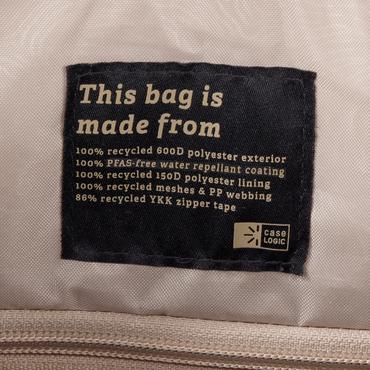 This bag is
made from
100% recycled 600D polyester exterior
100% PFAS-free water repellant coating
100% recycled 150D polyester lining
100% recycled meshes & PP webbing
86% recycled YKK zipper tape
case
LOGIC